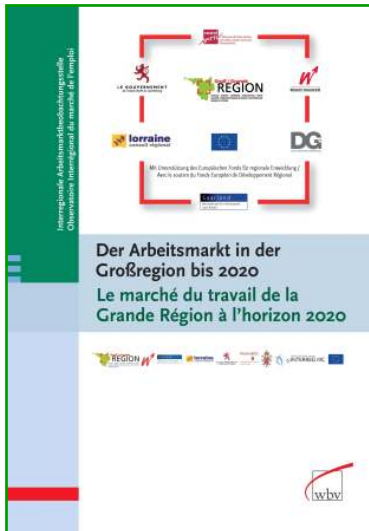 Interregionale Arbeitsmarktbeobachtungsstelle
Observatoire Interrégional du marché de l'emploi
LE GOUVERNEMENT
REGION
lorraine
conseil régional
DG
Mit Unterstützung des Europäischen Fonds für regionale Entwicklung /
Avec le soutien du Fonds Européen de Développement Régional
Saarland
Der Arbeitsmarkt in der
Großregion bis 2020
Le marché du travail de la
Grande Région à l'horizon 2020
REGION
lorraine
INTERREG
wbv